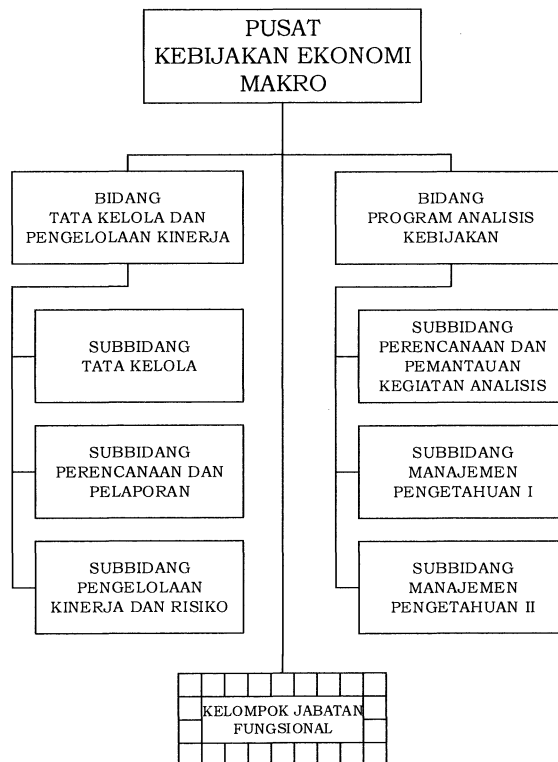 PUSAT
KEBIJAKAN EKONOMI
MAKRO
BIDANG
TATA KELOLA DAN
PENGELOLAAN KINERJA
SUBBIDANG
TATA KELOLA
SUBBIDANG
PERENCANAAN DAN
PELAPORAN
SUBBIDANG
PENGELOLAAN
KINERJA DAN RISIKO
BIDANG
PROGRAM ANALISIS
KEBIJAKAN
SUBBIDANG
PERENCANAAN DAN
PEMANTAUAN
KEGIATAN ANALISIS
SUBBIDANG
MANAJEMEN
PENGETAHUAN I
SUBBIDANG
MANAJEMEN
PENGETAHUAN II
KELOMPOK JABATAN
FUNGSIONAL